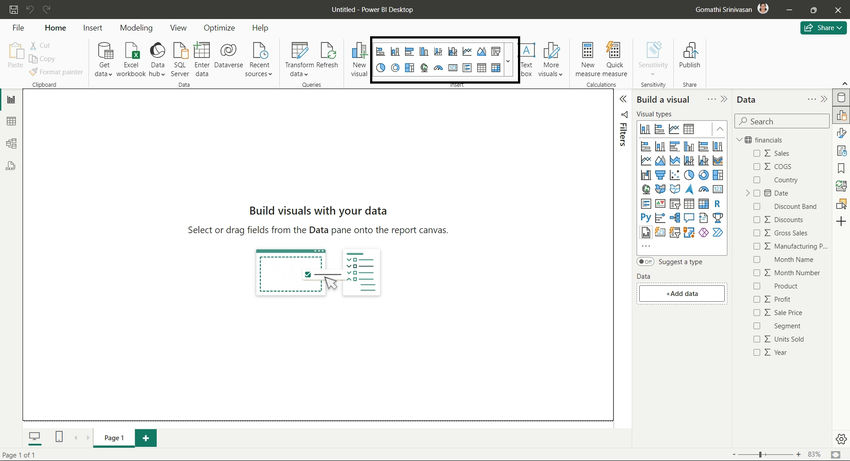 Untitled - Power BI Desktop
Gomathi Srinivasan
File Home Insert Modeling View Optimize Help
Share
Paste
Cut
Copy
Format painter
Get data
Excel workbook
Data hub
SQL Server
Enter data
Dataverse
Recent sources
Transform data
Refresh
New visual
Text box
More visuals
New measure
Quick measure
Sensitivity
Publish
Clipboard
Data
Queries
Insert
Calculations
Sensitivity
Share
Build visuals with your data
Select or drag fields from the Data pane onto the report canvas.
Filters
Build a visual
Visual types
R
Py
Off
Suggest a type
Data
+Add data
Data
Search
financials
Sales
COGS
Country
Date
Discount Band
Discounts
Gross Sales
Manufacturing P...
Month Name
Month Number
Product
Profit
Sale Price
Segment
Units Sold
Year
Page 1
Page 1 of 1
83%